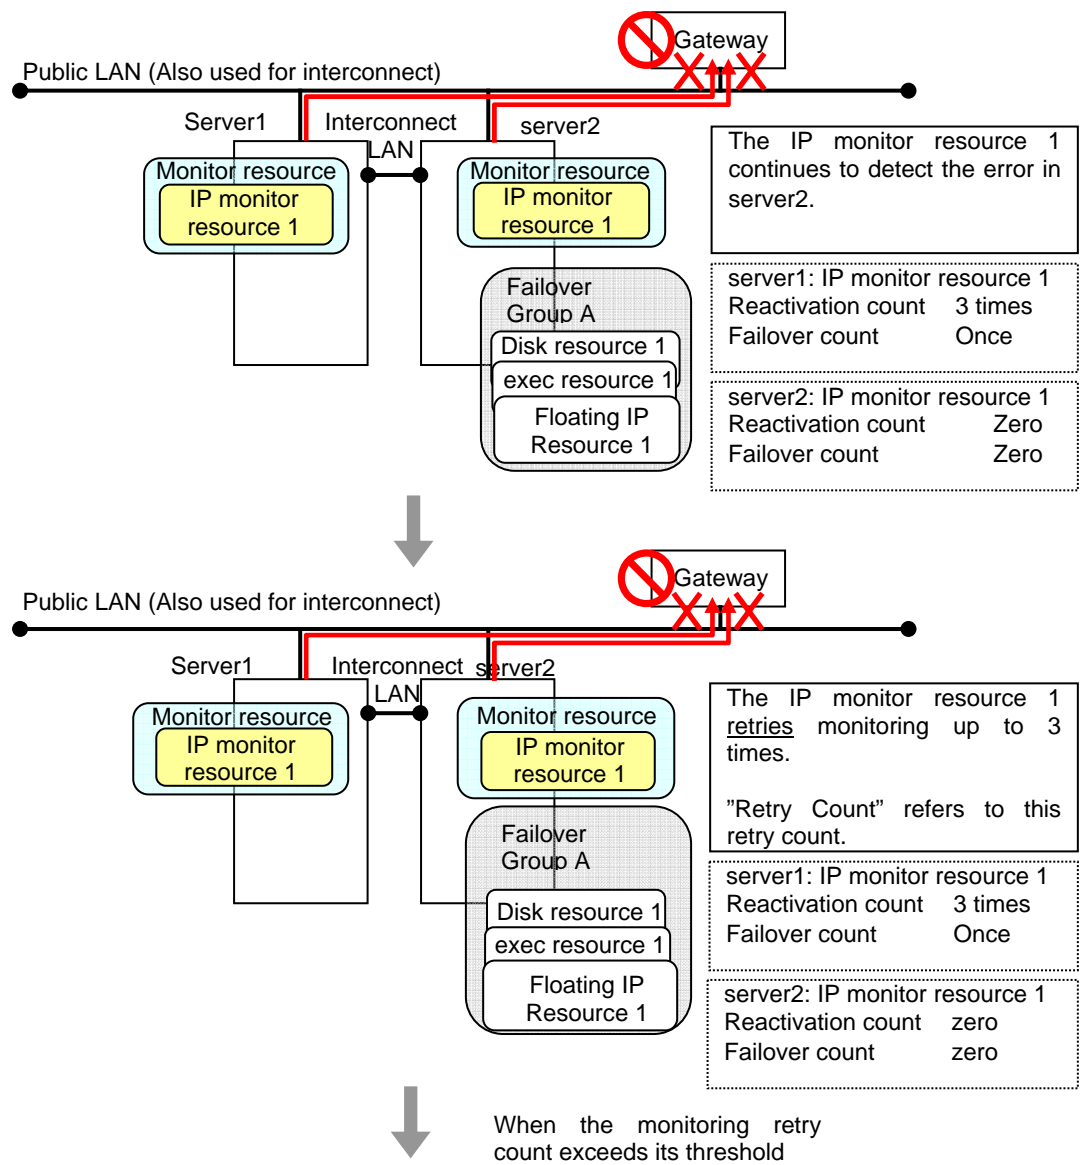 Gateway
Public LAN (Also used for interconnect)
Server1
Interconnect
LAN
server2
Monitor resource
IP monitor
resource 1
Monitor resource
IP monitor
resource 1
Failover
Group A
Disk resource 1
exec resource 1
Floating IP
Resource 1
The IP monitor resource 1
continues to detect the error in
server2.
server1: IP monitor resource 1
Reactivation count 3 times
Failover count Once
server2: IP monitor resource 1
Reactivation count Zero
Failover count Zero
Gateway
Public LAN (Also used for interconnect)
Server1
Interconnect
LAN
server2
Monitor resource
IP monitor
resource 1
Monitor resource
IP monitor
resource 1
Failover
Group A
Disk resource 1
exec resource 1
Floating IP
Resource 1
The IP monitor resource 1
retries monitoring up to 3
times.
”Retry Count” refers to this
retry count.
server1: IP monitor resource 1
Reactivation count 3 times
Failover count Once
server2: IP monitor resource 1
Reactivation count zero
Failover count zero
When the monitoring retry
count exceeds its threshold